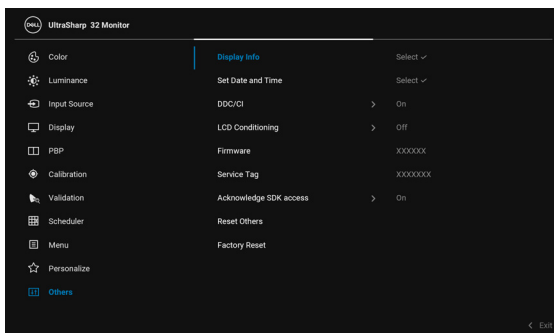 DELL UltraSharp 32 Monitor
Color
Luminance
Input Source
Display
PBP
Calibration
Validation
Scheduler
Menu
Personalize
Others
Display Info Select
Set Date and Time Select
DDC/CI > On
LCD Conditioning > Off
Firmware XXXXXX
Service Tag XXXXXXX
Acknowledge SDK access > On
Reset Others
Factory Reset
< Exit